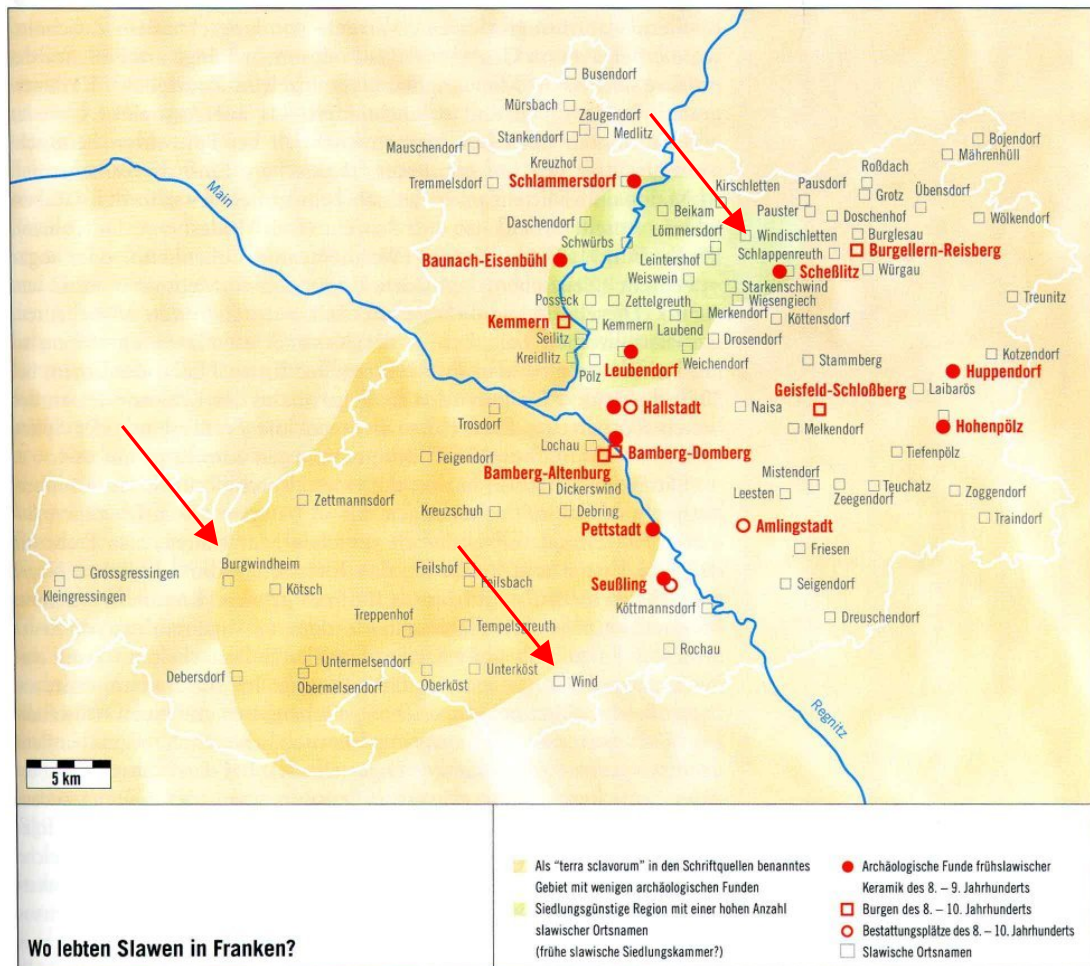 Busendorf
Mürsbach
Zaugendorf
Stankendorf
Medlitz
Bojendorf
Mauschendorf
Kreuzhof
Mährenhüll
Roßdach
Main
Tremmelsdorf
Schlammersdorf
Kirschletten
Pausdorf
Grotz
Übensdorf
Beikam
Pauster
Doschenhof
Wölkendorf
Daschendorf
Lömmersdorf
Windischletten
Burglesau
Schwürbs
Schlappenreuth
Burgellern-Reisberg
Baunach-Eisenbühl
Leintershof
Scheßlitz
Würgau
Weiswein
Starkenschwind
Posseck
Zettelgreuth
Wiesengiech
Treunitz
Kemmern
Kemmern
Merkendorf
Köttensdorf
Laubend
Seilitz
Drosendorf
Kreidlitz
Pölz
Leubendorf
Weichendorf
Stammberg
Kotzendorf
Huppendorf
Geisfeld-Schloßberg
Laibarös
Trosdorf
Hallstadt
Naisa
Melkendorf
Hohenpölz
Lochau
Bamberg-Domberg
Feigendorf
Tiefenpölz
Bamberg-Altenburg
Mistendorf
Zettmannsdorf
Dickerswind
Leesten
Zeegendorf
Teuchatz
Zoggendorf
Kreuzschuh
Debring
Pettstadt
Amlingstadt
Traindorf
Friesen
Burgwindheim
Feilshof
Grossgressingen
Kleingressingen
Kötsch
Feilsbach
Seußling
Seigendorf
Köttmannsdorf
Treppenhof
Tempelsgreuth
Dreuschendorf
Rochau
Untermelsendorf
Debersdorf
Obermelsendorf
Oberköst
Unterköst
Wind
Regnitz
5 km
Wo lebten Slawen in Franken?
Als "terra sclavorum" in den Schriftquellen benanntes
Gebiet mit wenigen archäologischen Funden
Siedlungsgünstige Region mit einer hohen Anzahl
slawischer Ortsnamen
(frühe slawische Siedlungskammer?)
Archäologische Funde frühslawischer
Keramik des 8. – 9. Jahrhunderts
Burgen des 8. – 10. Jahrhunderts
Bestattungsplätze des 8. – 10. Jahrhunderts
Slawische Ortsnamen